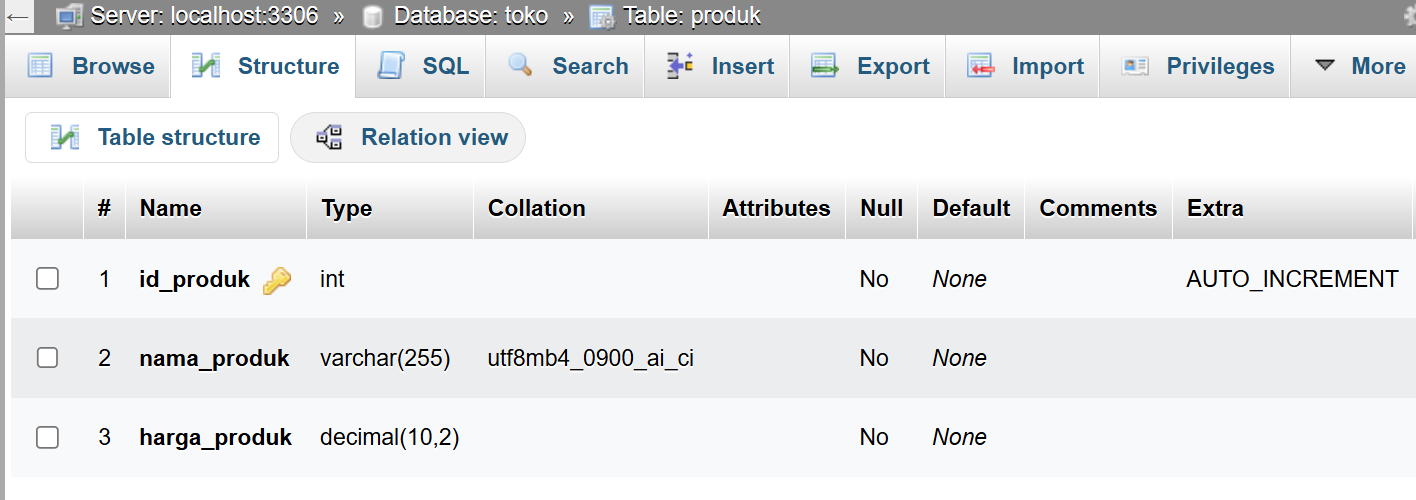 Server: localhost:3306 » Database: toko » Table: produk
Browse Structure SQL Search Insert Export Import Privileges More
Table structure Relation view
# Name Type Collation Attributes Null Default Comments Extra
1 id_produk int No None AUTO_INCREMENT
2 nama_produk varchar(255) utf8mb4_0900_ai_ci No None
3 harga_produk decimal(10,2) No None